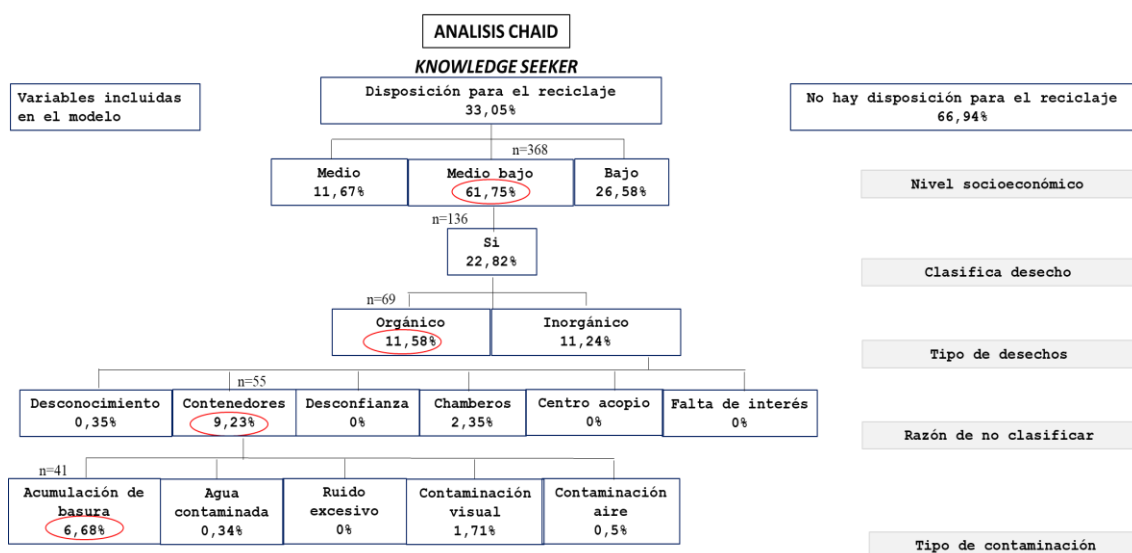 ANALISIS CHAID
KNOWLEDGE SEEKER
Variables incluidas
en el modelo
Disposición para el reciclaje
33,05%
No hay disposición para el reciclaje
66,94%
n=368
Medio
11,67%
Medio bajo
61,75%
Bajo
26,58%
Nivel socioeconómico
n=136
Si
22,82%
Clasifica desecho
n=69
Orgánico
11,58%
Inorgánico
11,24%
Tipo de desechos
n=55
Desconocimiento
0,35%
Contenedores
9,23%
Desconfianza
0%
Chamberos
2,35%
Centro acopio
0%
Falta de interés
0%
Razón de no clasificar
n=41
Acumulación de
basura
6,68%
Agua
contaminada
0,34%
Ruido
excesivo
0%
Contaminación
visual
1,71%
Contaminación
aire
0,5%
Tipo de contaminación